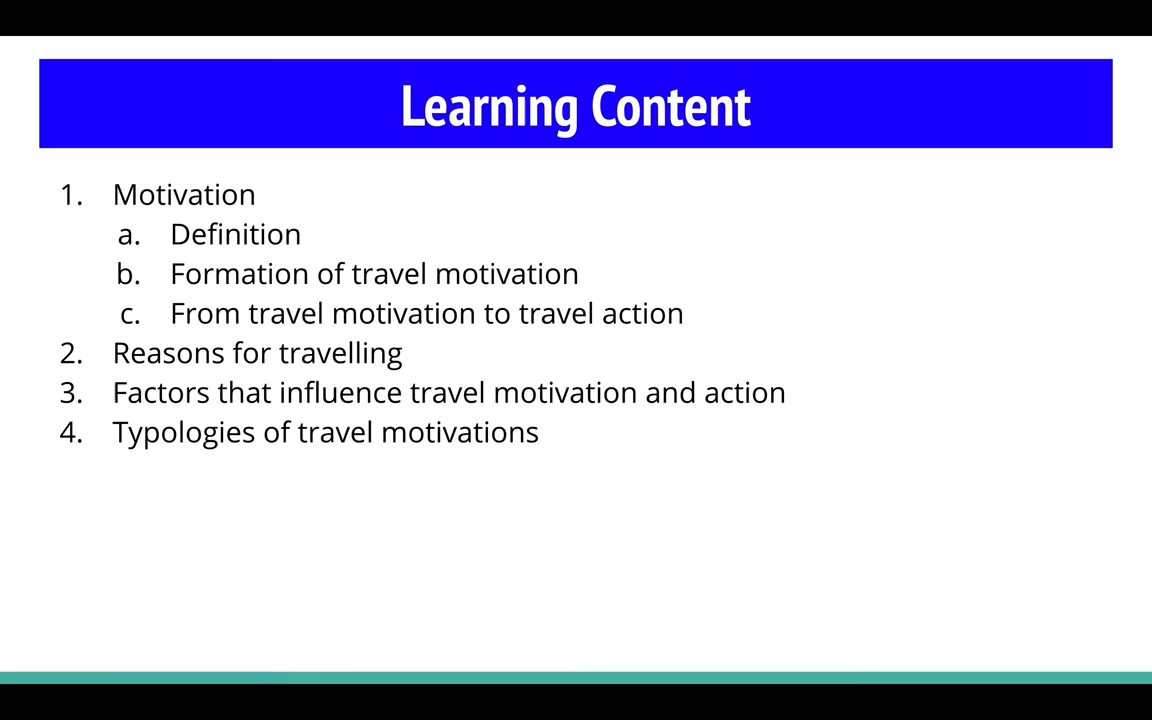 Learning Content
1. Motivation
a. Definition
b. Formation of travel motivation
c. From travel motivation to travel action
2. Reasons for travelling
3. Factors that influence travel motivation and action
4. Typologies of travel motivations